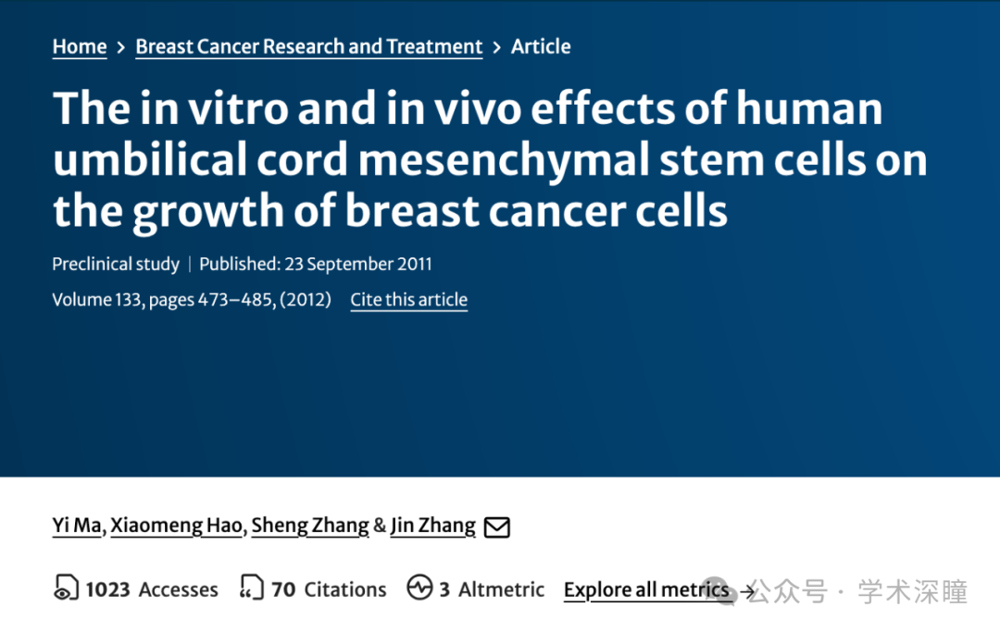 Home > Breast Cancer Research and Treatment > Article
The in vitro and in vivo effects of human
umbilical cord mesenchymal stem cells on
the growth of breast cancer cells
Preclinical study | Published: 23 September 2011
Volume 133, pages 473–485, (2012) Cite this article
Yi Ma, Xiaomeng Hao, Sheng Zhang & Jin Zhang
1023 Accesses 70 Citations 3 Altmetric Explore all metrics →
公众号 · 学术深瞳